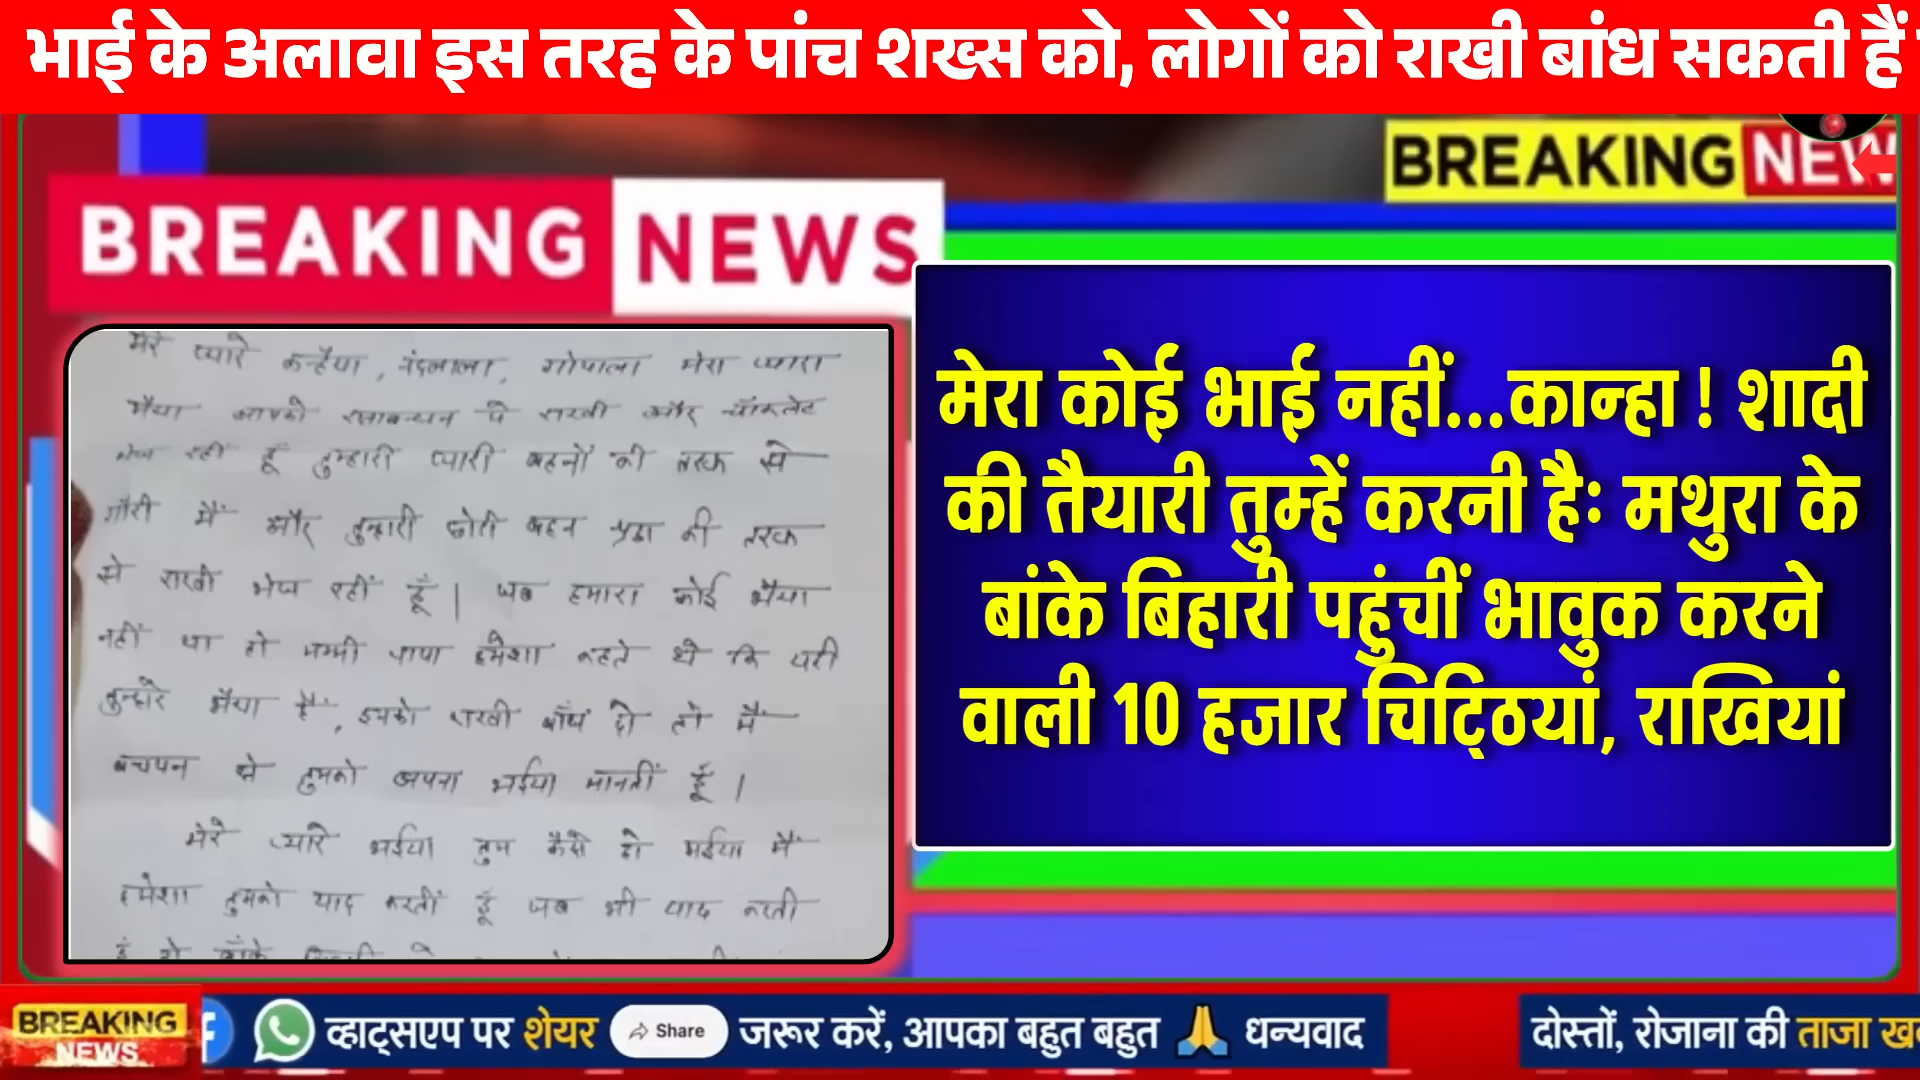 भाई के अलावा इस तरह के पांच शख्स को, लोगों को राखी बांध सकती हैं
BREAKING NEWS
BREAKING NEWS
मेरे प्यारे कन्हैया, नंदलाला, गोपाला मेरा प्यारा
भैया आपको रक्षाबन्धन पे राखी और चॉकलेट
भेज रहीं हूँ तुम्हारी प्यारी बहनों की तरफ से
गौरी मैं और तुम्हारी छोटी बहन की तरफ
से राखी भेज रहीं हूँ। जब हमारा कोई भैया
नहीं था तो मम्मी पापा हमेशा कहते थे कि यही
तुम्हारे भैया हैं, इनको राखी बाँध दो तो मैं
बचपन से तुमको अपना भईया मानतीं हूँ।
मेरे प्यारे भईया तुम कैसे हो भईया मैं
हमेशा तुमको याद करतीं हूँ जब भी याद करती
मेरा कोई भाई नहीं...कान्हा ! शादी
की तैयारी तुम्हें करनी हैः मथुरा के
बांके बिहारी पहुंचीं भावुक करने
वाली 10 हजार चिट्ठियां, राखियां
BREAKING
NEWS
व्हाट्सएप पर शेयर Share जरूर करें, आपका बहुत बहुत 🙏 धन्यवाद
दोस्तों, रोजाना की ताजा